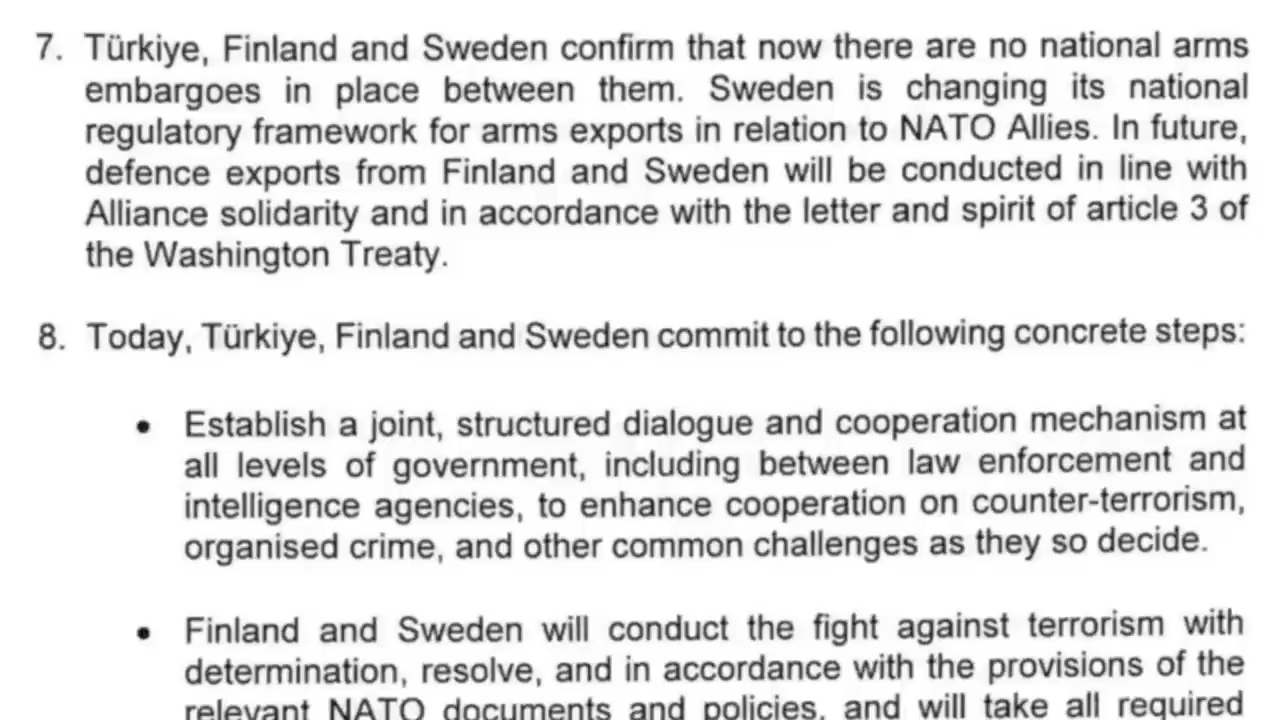 7. Türkiye, Finland and Sweden confirm that now there are no national arms
embargoes in place between them. Sweden is changing its national
regulatory framework for arms exports in relation to NATO Allies. In future,
defence exports from Finland and Sweden will be conducted in line with
Alliance solidarity and in accordance with the letter and spirit of article 3 of
the Washington Treaty.
8. Today, Türkiye, Finland and Sweden commit to the following concrete steps:
• Establish a joint, structured dialogue and cooperation mechanism at
all levels of government, including between law enforcement and
intelligence agencies, to enhance cooperation on counter-terrorism,
organised crime, and other common challenges as they so decide.
• Finland and Sweden will conduct the fight against terrorism with
determination, resolve, and in accordance with the provisions of the
relevant NATO documents and policies, and will take all required